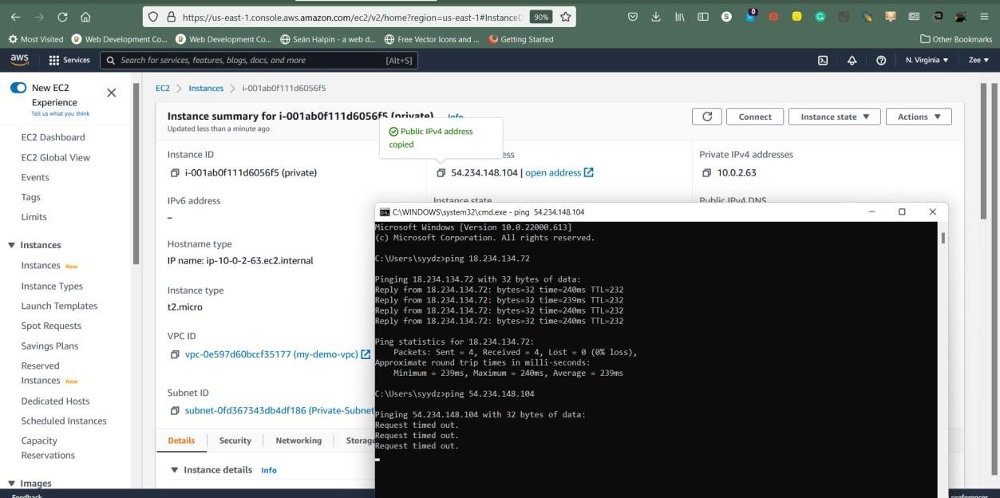 https://us-east-1.console.aws.amazon.com/ec2/v2/home?region=us-east-1#InstanceD
90%
Most Visited
Web Development Co...
Web Development Co...
Seán Halpin - a web d...
Free Vector Icons and ...
Getting Started
Other Bookmarks
aws
Services
Search for services, features, blogs, docs, and more
[Alt+S]
N. Virginia
Zee
New EC2
Experience
Tell us what you think
EC2 Dashboard
EC2 Global View
Events
Tags
Limits
Instances
Instances New
Instance Types
Launch Templates
Spot Requests
Savings Plans
Reserved
Instances New
Dedicated Hosts
Scheduled Instances
Capacity
Reservations
Images
Feedback
EC2 > Instances > i-001ab0f111d6056f5
Instance summary for i-001ab0f111d6056f5 (private)
Info
Updated less than a minute ago
Connect
Instance state
Actions
Public IPv4 address
copied
Instance ID
i-001ab0f111d6056f5 (private)
ess
54.234.148.104 | open address
Private IPv4 addresses
10.0.2.63
IPv6 address
–
Instance state
Public IPv4 DNS
Hostname type
IP name: ip-10-0-2-63.ec2.internal
Instance type
t2.micro
VPC ID
vpc-0e597d60bccf35177 (my-demo-vpc)
Subnet ID
subnet-0fd367343db4df186 (Private-Subnet
Details
Security
Networking
Storage
Instance details Info
C:\WINDOWS\system32\cmd.exe - ping 54.234.148.104
Microsoft Windows [Version 10.0.22000.613]
(c) Microsoft Corporation. All rights reserved.
C:\Users\syydz>ping 18.234.134.72
Pinging 18.234.134.72 with 32 bytes of data:
Reply from 18.234.134.72: bytes=32 time=240ms TTL=232
Reply from 18.234.134.72: bytes=32 time=239ms TTL=232
Reply from 18.234.134.72: bytes=32 time=240ms TTL=232
Reply from 18.234.134.72: bytes=32 time=240ms TTL=232
Ping statistics for 18.234.134.72:
Packets: Sent = 4, Received = 4, Lost = 0 (0% loss),
Approximate round trip times in milli-seconds:
Minimum = 239ms, Maximum = 240ms, Average = 239ms
C:\Users\syydz>ping 54.234.148.104
Pinging 54.234.148.104 with 32 bytes of data:
Request timed out.
Request timed out.
Request timed out.
preferences